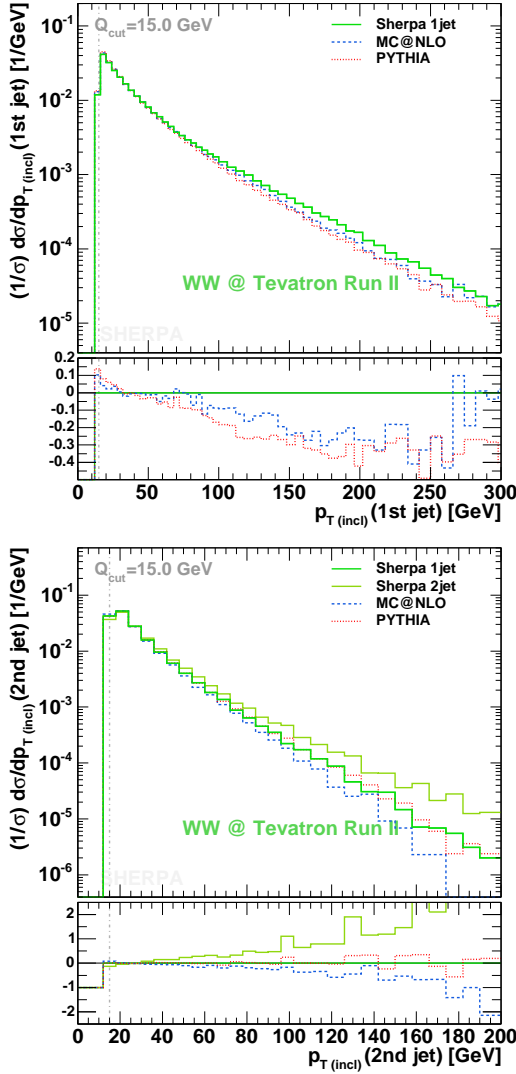 Q_cut=15.0 GeV
Sherpa 1jet
MC@NLO
PYTHIA
(1/σ) dσ/dp_T (incl) (1st jet) [1/GeV]
10^-1
10^-2
10^-3
10^-4
10^-5
WW @ Tevatron Run II
SHERPA
0.2
0.1
0
-0.1
-0.2
-0.3
-0.4
0 50 100 150 200 250 300
p_T (incl) (1st jet) [GeV]
Q_cut=15.0 GeV
Sherpa 1jet
Sherpa 2jet
MC@NLO
PYTHIA
(1/σ) dσ/dp_T (incl) (2nd jet) [1/GeV]
10^-1
10^-2
10^-3
10^-4
10^-5
10^-6
WW @ Tevatron Run II
SHERPA
2
1
0
-1
-2
0 20 40 60 80 100 120 140 160 180 200
p_T (incl) (2nd jet) [GeV]